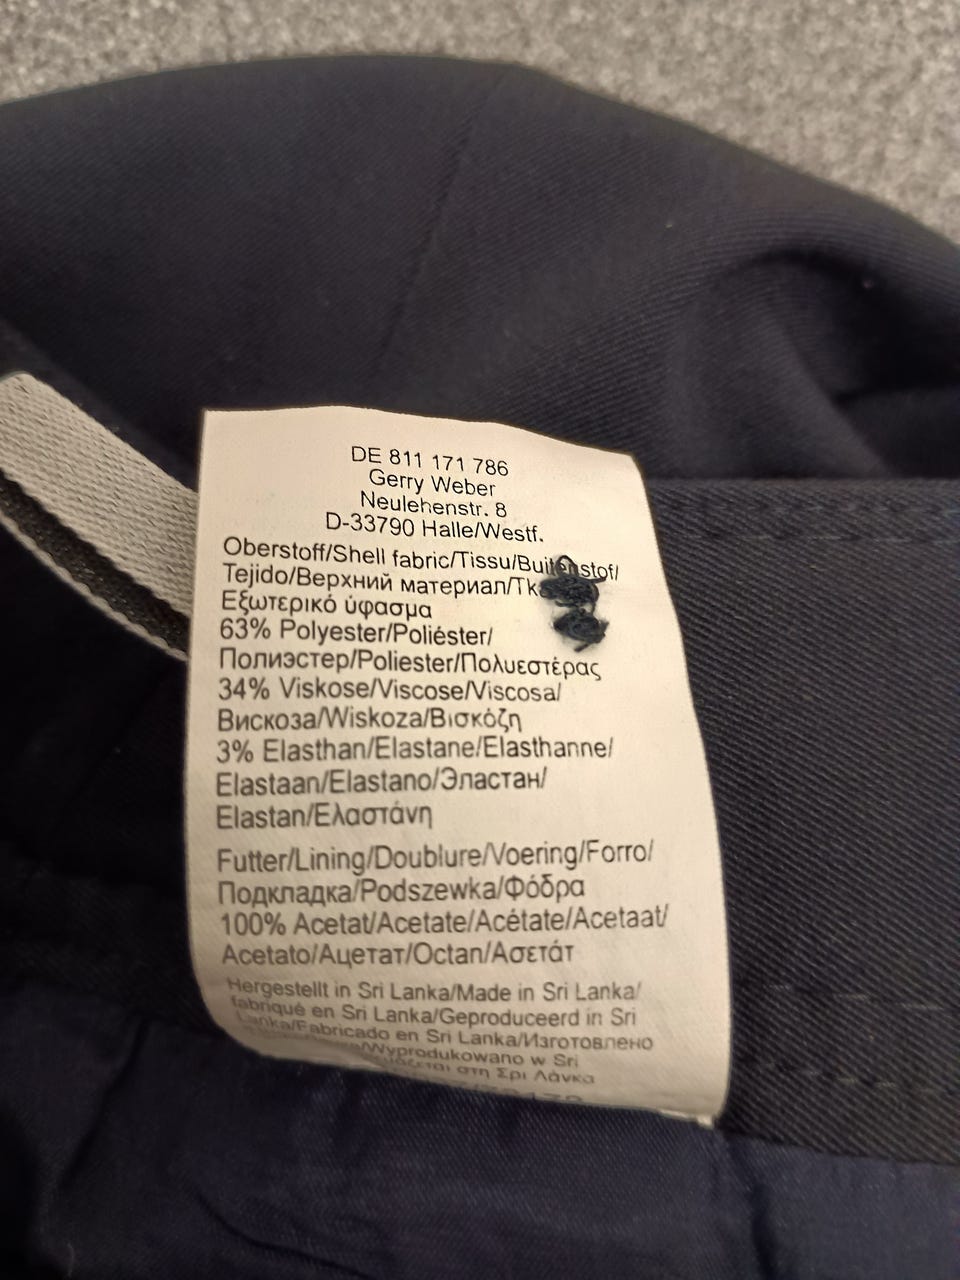 DE 811 171 786
Gerry Weber
Neulehenstr. 8
D-33790 Halle/Westf.
Oberstoff/Shell fabric/Tissu/Buitenstof/
Tejido/Верхний материал/
Εξωτερικό ύφασμα
63% Polyester/Poliéster/
Полиэстер/Poliester/Πολυεστέρας
34% Viskose/Viscose/Viscosa/
Вискоза/Wiskoza/Βισκόζη
3% Elasthan/Elastane/Elasthanne/
Elastaan/Elastano/Эластан/
Elastan/Ελαστάνη
Futter/Lining/Doublure/Voering/Forro/
Подкладка/Podszewka/Φόδρα
100% Acetat/Acetate/Acétate/Acetaat/
Acetato/Ацетат/Octan/Ασετάτ
Hergestellt in Sri Lanka/Made in Sri Lanka/
fabriqué en Sri Lanka/Geproduceerd in Sri
Lanka/Fabricado en Sri Lanka/Изготовлено
/Wyprodukowano w Sri
στη Σρι Λάνκα